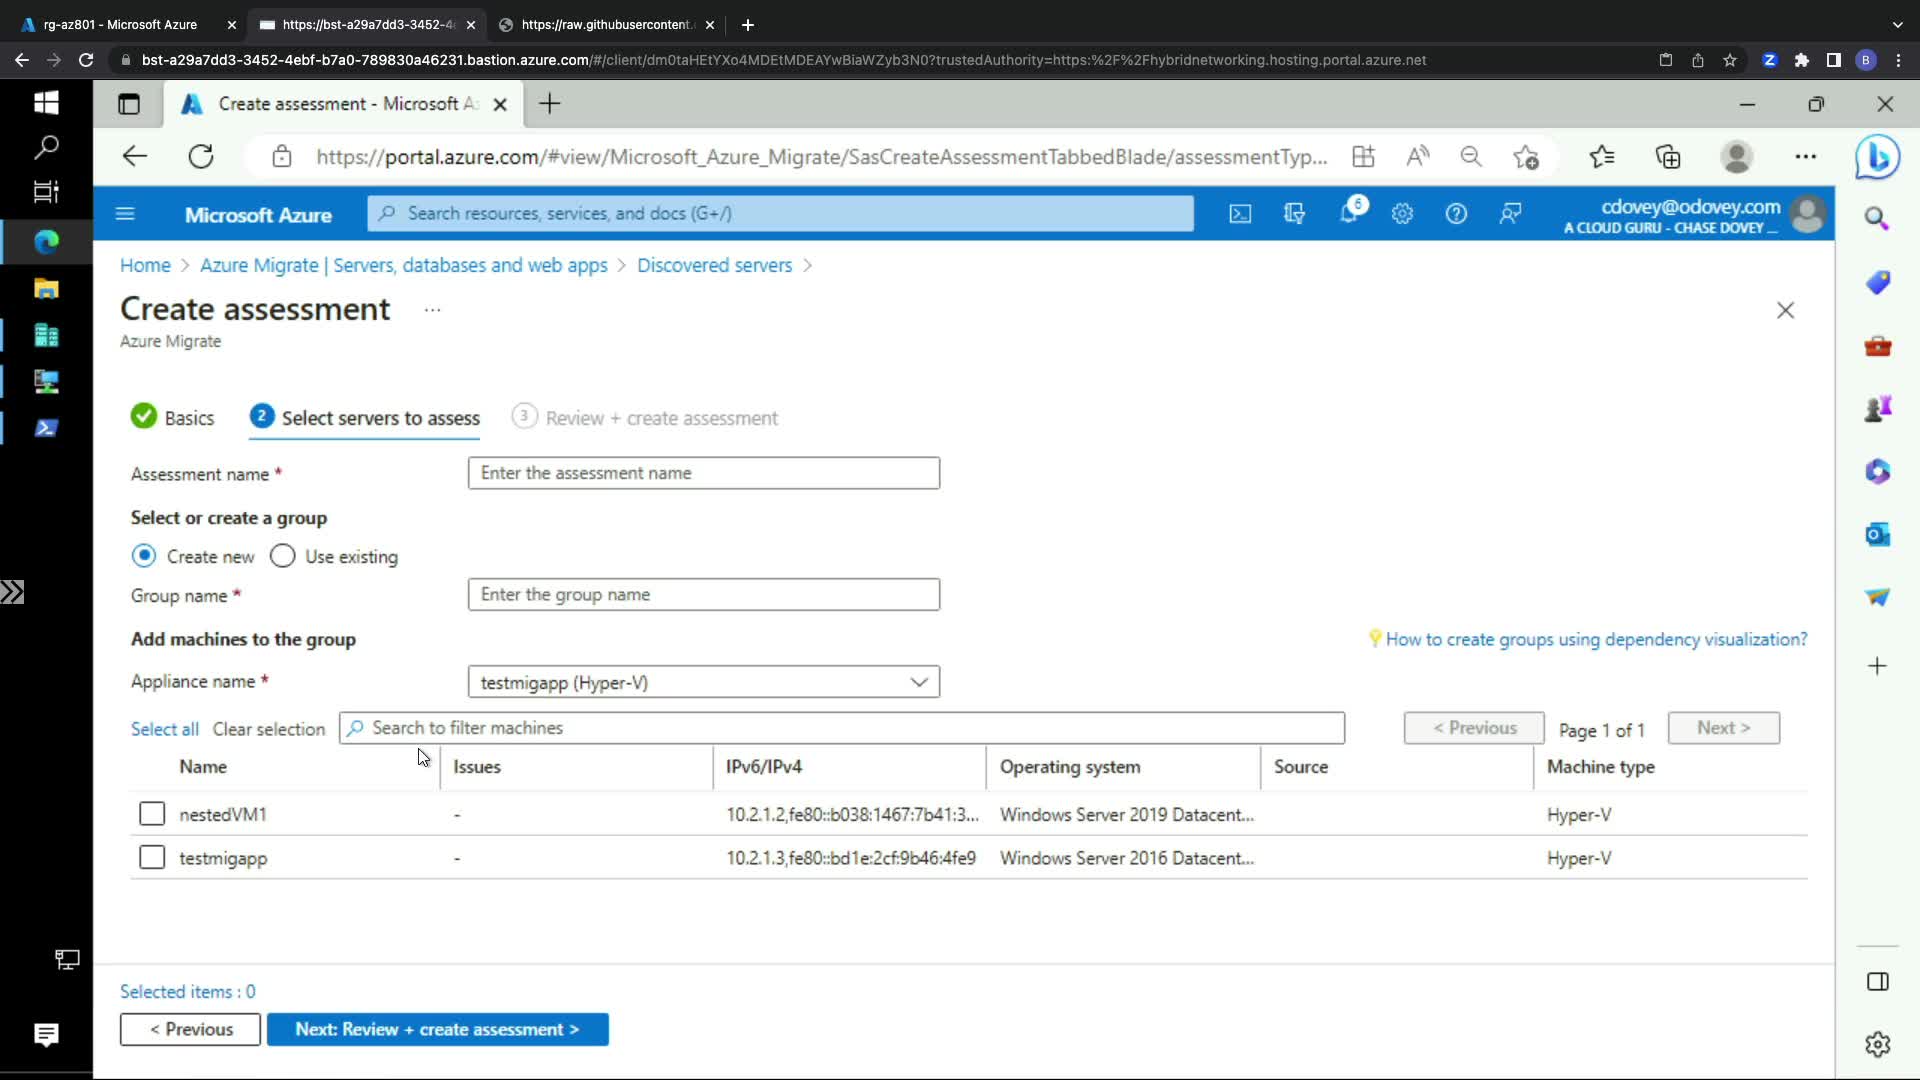 rg-az801 - Microsoft Azure
https://bst-a29a7dd3-3452-4e
https://raw.githubusercontent.
bst-a29a7dd3-3452-4ebf-b7a0-789830a46231.bastion.azure.com/#/client/dm0taHEtYXo4MDEtMDEAYwBiaWZyb3N0?trustedAuthority=https:%2F%2Fhybridnetworking.hosting.portal.azure.net
B
Create assessment - Microsoft A
https://portal.azure.com/#view/Microsoft_Azure_Migrate/SasCreateAssessmentTabbedBlade/assessmentTyp...
Microsoft Azure
Search resources, services, and docs (G+/)
6
cdovey@odovey.com
A CLOUD GURU - CHASE DOVEY ...
Home > Azure Migrate | Servers, databases and web apps > Discovered servers >
Create assessment ...
Azure Migrate
Basics
2 Select servers to assess
3 Review + create assessment
Assessment name *
Enter the assessment name
Select or create a group
Create new
Use existing
Group name *
Enter the group name
Add machines to the group
How to create groups using dependency visualization?
Appliance name *
testmigapp (Hyper-V)
Select all
Clear selection
Search to filter machines
< Previous
Page 1 of 1
Next >
Name Issues IPv6/IPv4 Operating system Source Machine type
nestedVM1 - 10.2.1.2,fe80::b038:1467:7b41:3... Windows Server 2019 Datacent... Hyper-V
testmigapp - 10.2.1.3,fe80::bd1e:2cf:9b46:4fe9 Windows Server 2016 Datacent... Hyper-V
Selected items : 0
< Previous
Next: Review + create assessment >